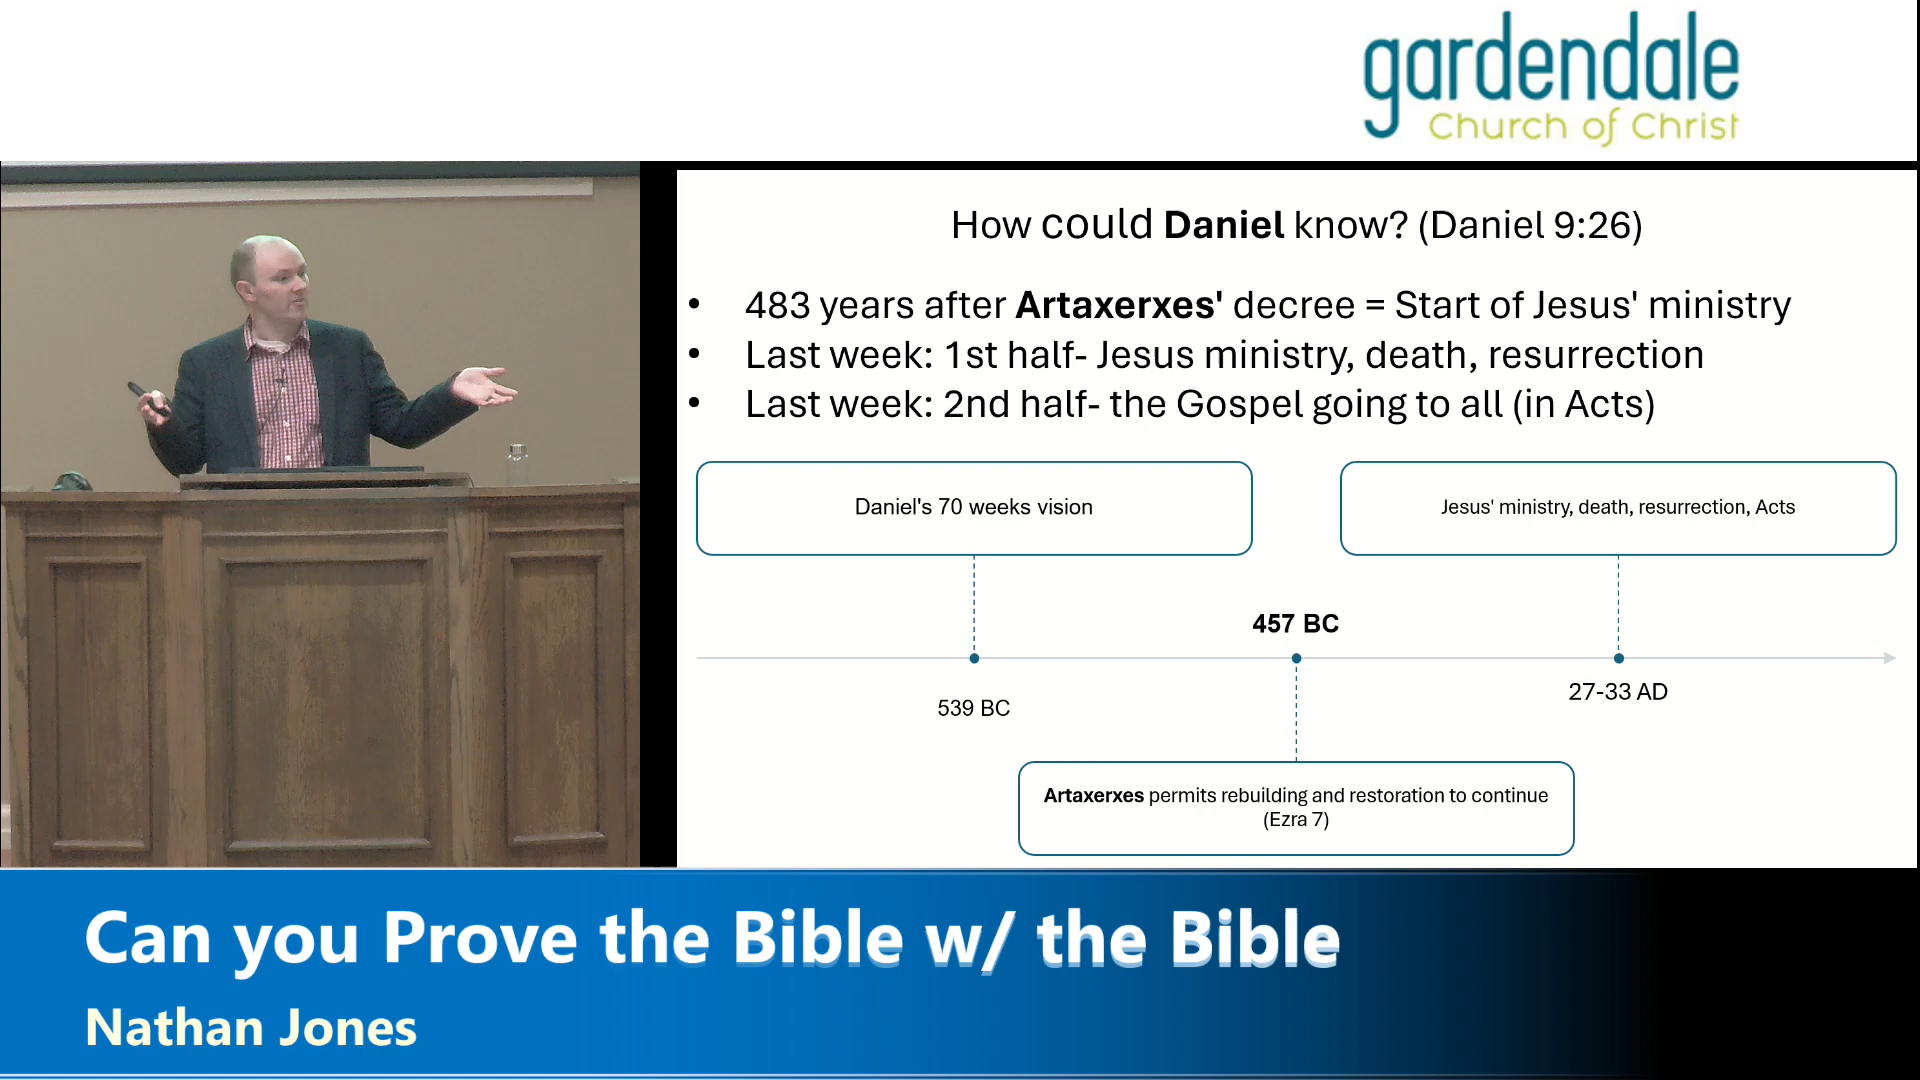 gardendale
Church of Christ
How could Daniel know? (Daniel 9:26)
• 483 years after Artaxerxes' decree = Start of Jesus' ministry
• Last week: 1st half- Jesus ministry, death, resurrection
• Last week: 2nd half- the Gospel going to all (in Acts)
Daniel's 70 weeks vision
Jesus' ministry, death, resurrection, Acts
457 BC
539 BC
27-33 AD
Artaxerxes permits rebuilding and restoration to continue
(Ezra 7)
Can you Prove the Bible w/ the Bible
Nathan Jones